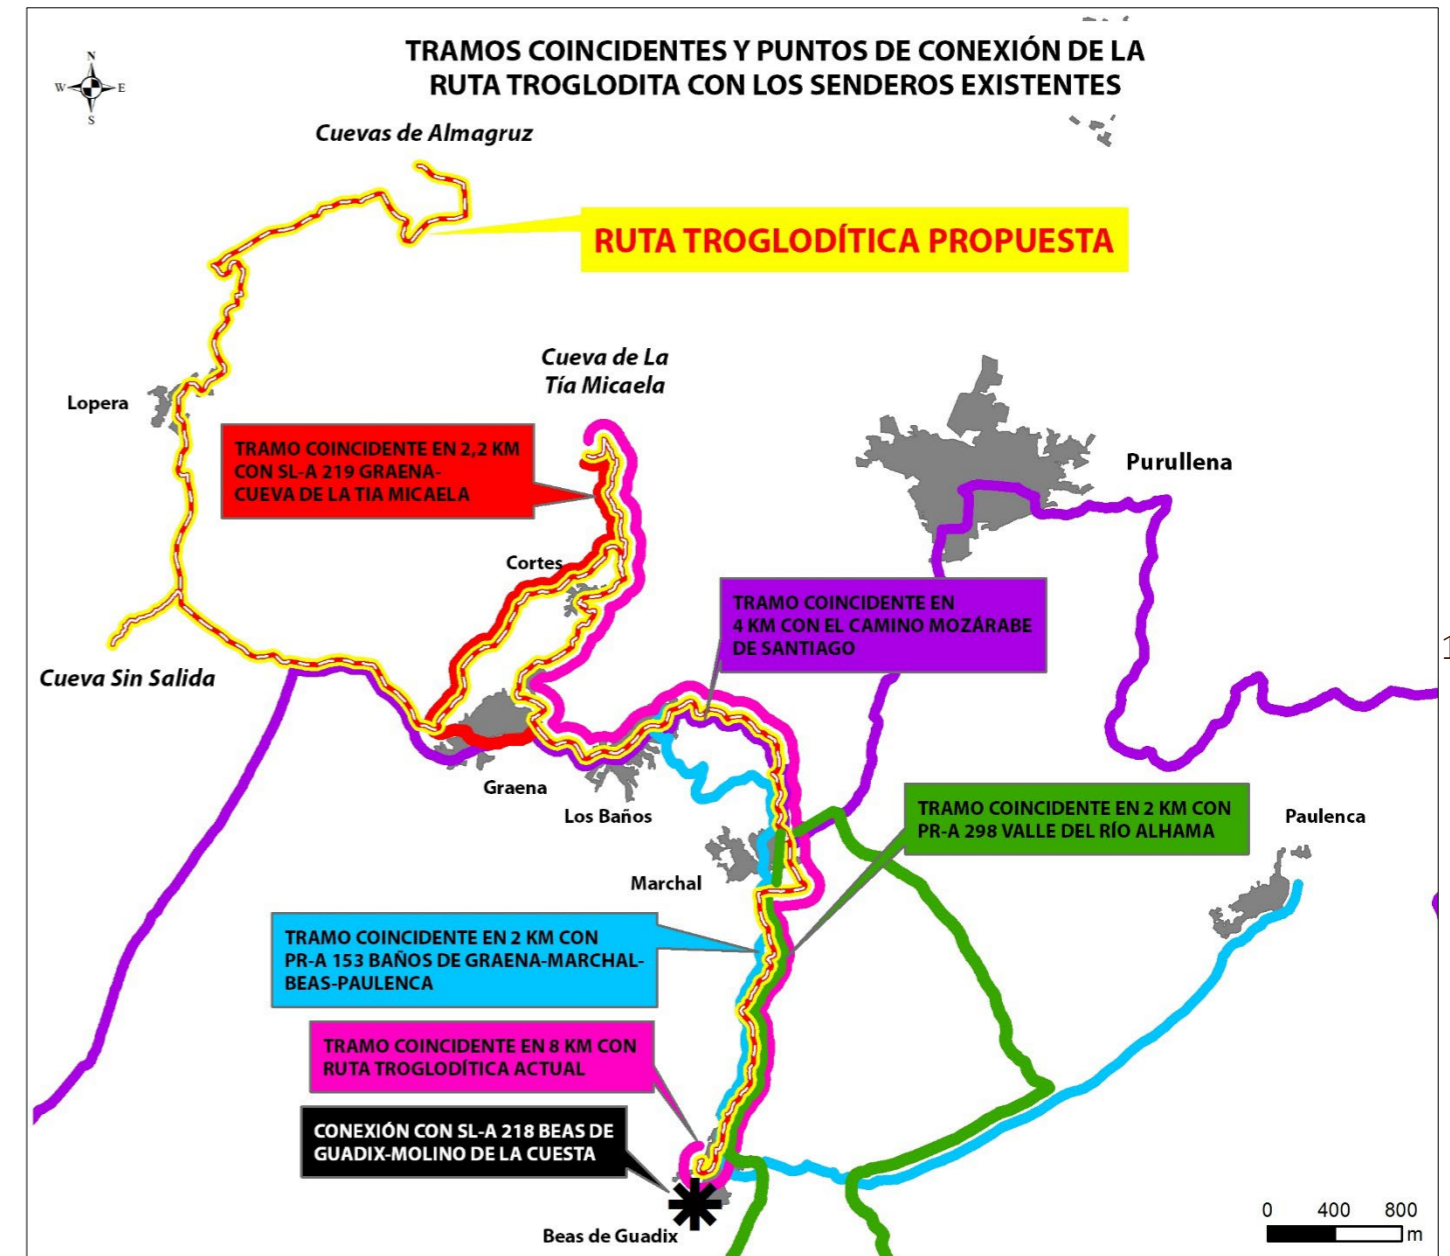 TRAMOS COINCIDENTES Y PUNTOS DE CONEXIÓN DE LA
RUTA TROGLODITA CON LOS SENDEROS EXISTENTES
N
W
E
S
Cuevas de Almagruz
RUTA TROGLODÍTICA PROPUESTA
Cueva de La
Tía Micaela
Lopera
TRAMO COINCIDENTE EN 2,2 KM
CON SL-A 219 GRAENA-
CUEVA DE LA TIA MICAELA
Purullena
Cortes
TRAMO COINCIDENTE EN
4 KM CON EL CAMINO MOZÁRABE
DE SANTIAGO
1
Cueva Sin Salida
Graena
Los Baños
TRAMO COINCIDENTE EN 2 KM CON
PR-A 298 VALLE DEL RÍO ALHAMA
Paulenca
Marchal
TRAMO COINCIDENTE EN 2 KM CON
PR-A 153 BAÑOS DE GRAENA-MARCHAL-
BEAS-PAULENCA
TRAMO COINCIDENTE EN 8 KM CON
RUTA TROGLODÍTICA ACTUAL
CONEXIÓN CON SL-A 218 BEAS DE
GUADIX-MOLINO DE LA CUESTA
Beas de Guadix
0 400 800
m